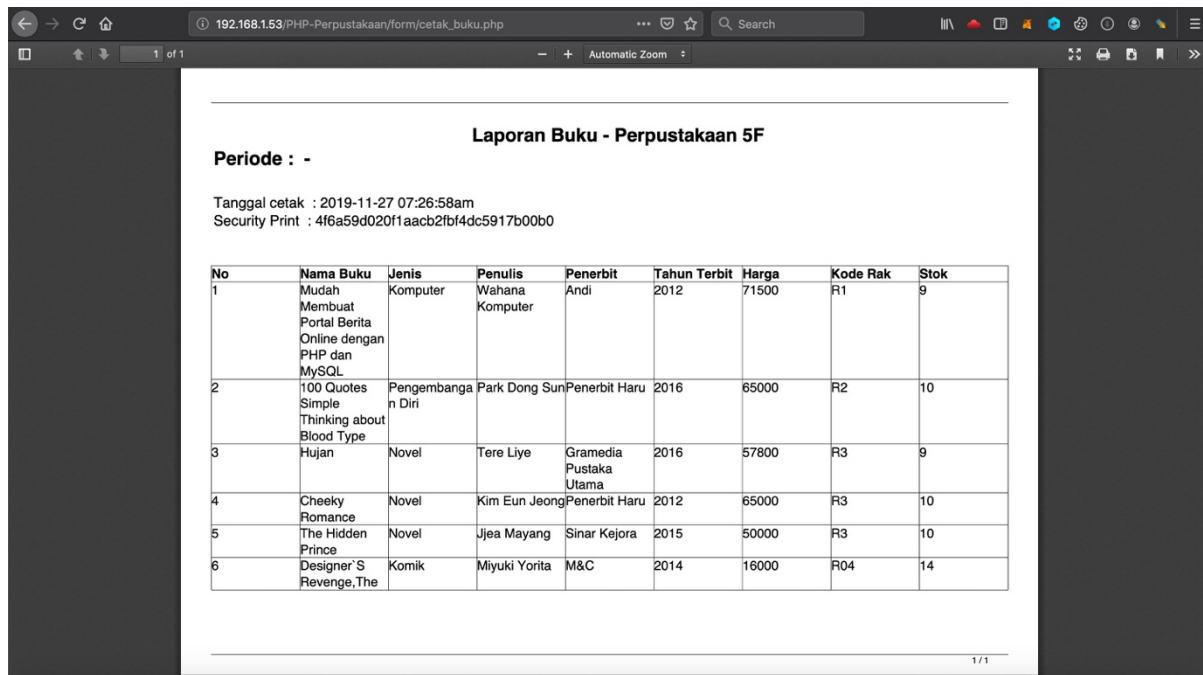 192.168.1.53/PHP-Perpustakaan/form/cetak_buku.php
Search
1 of 1
Automatic Zoom
Laporan Buku - Perpustakaan 5F
Periode : -
Tanggal cetak : 2019-11-27 07:26:58am
Security Print : 4f6a59d020f1aacb2fbf4dc5917b00b0
No Nama Buku Jenis Penulis Penerbit Tahun Terbit Harga Kode Rak Stok
1 Mudah Komputer Wahana Andi 2012 71500 R1 9
Membuat Komputer
Portal Berita
Online dengan
PHP dan
MySQL
2 100 Quotes Pengembanga Park Dong Sun Penerbit Haru 2016 65000 R2 10
Simple n Diri
Thinking about
Blood Type
3 Hujan Novel Tere Liye Gramedia 2016 57800 R3 9
Pustaka
Utama
4 Cheeky Novel Kim Eun Jeong Penerbit Haru 2012 65000 R3 10
Romance
5 The Hidden Novel Jjea Mayang Sinar Kejora 2015 50000 R3 10
Prince
6 Designer`S Komik Miyuki Yorita M&C 2014 16000 R04 14
Revenge,The
1 / 1